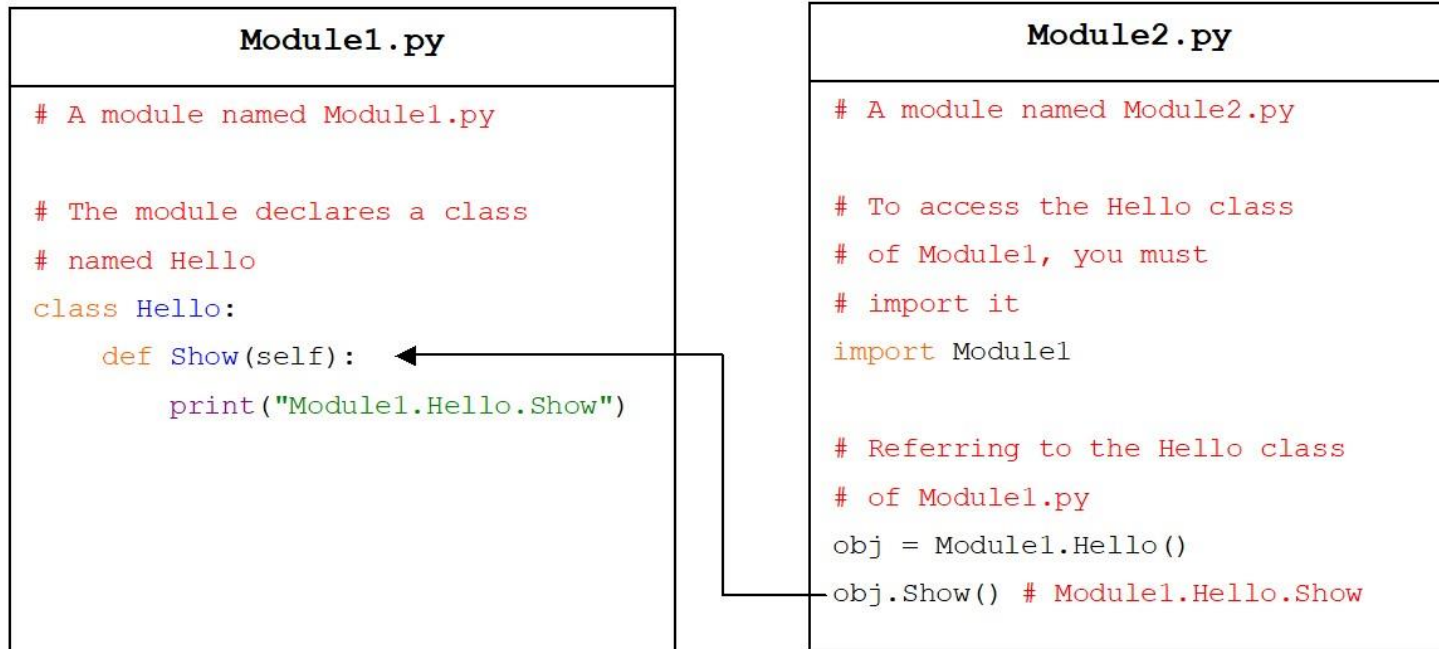 Module1.py
# A module named Module1.py
# The module declares a class
# named Hello
class Hello:
    def Show(self):
        print("Module1.Hello.Show")
Module2.py
# A module named Module2.py
# To access the Hello class
# of Module1, you must
# import it
import Module1
# Referring to the Hello class
# of Module1.py
obj = Module1.Hello()
obj.Show() # Module1.Hello.Show